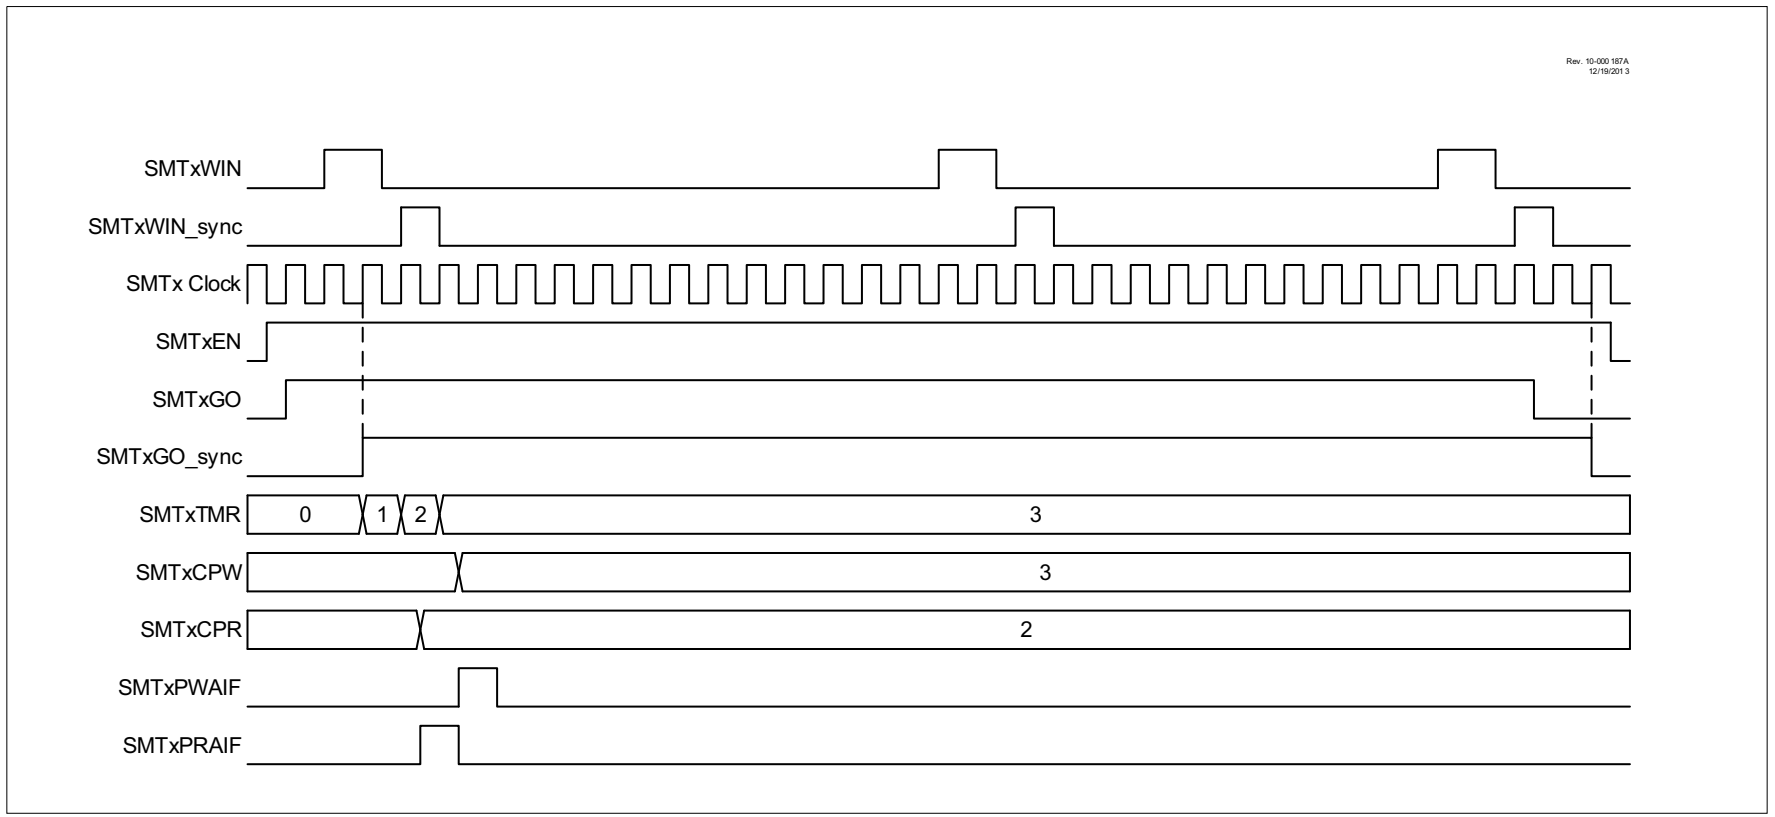 Rev. 10-000 187A
12/19/201 3
SMTxWIN
SMTxWIN_sync
SMTx Clock
SMTxEN
SMTxGO
SMTxGO_sync
SMTxTMR 0 1 2 3
SMTxCPW 3
SMTxCPR 2
SMTxPWAIF
SMTxPRAIF